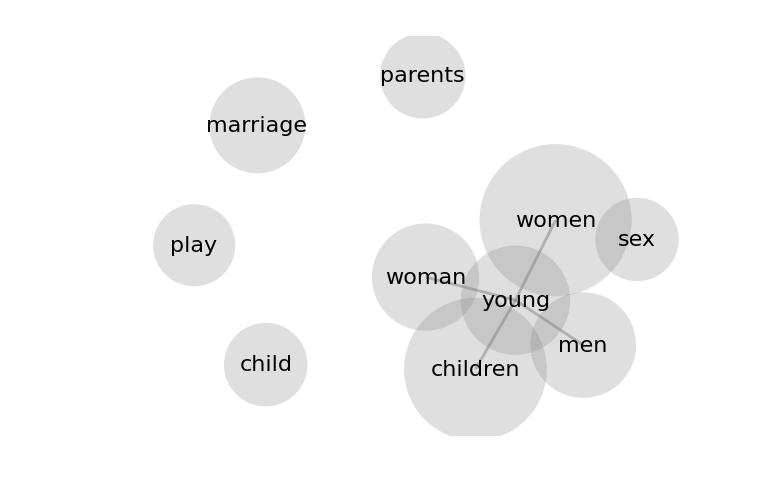 parents
marriage
women
sex
play
woman
young
men
child
children